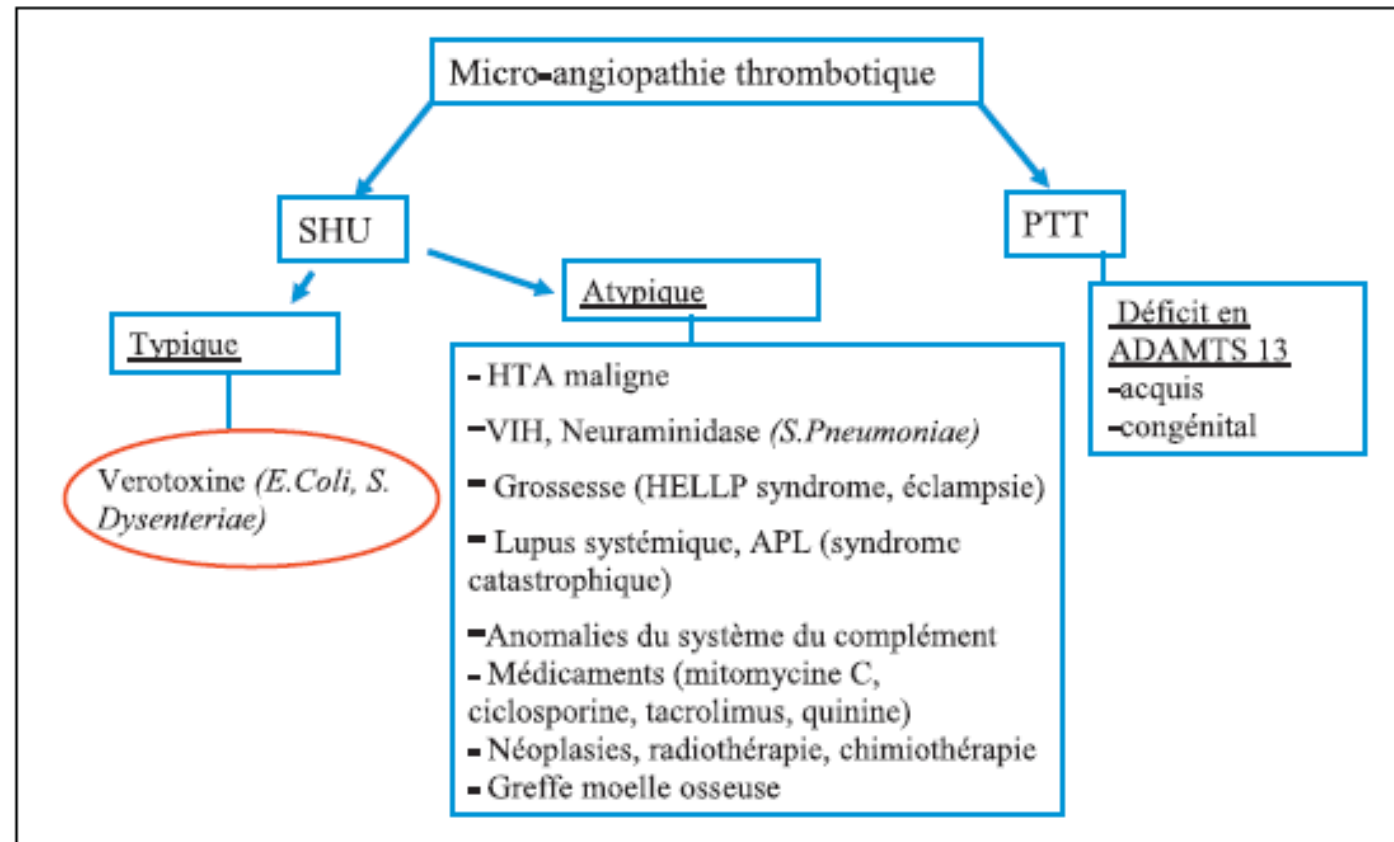 Micro-angiopathie thrombotique
SHU
PTT
Typique
Atypique
Déficit en
ADAMTS 13
-acquis
-congénital
Verotoxine (E.Coli, S.
Dysenteriae)
- HTA maligne
-VIH, Neuraminidase (S.Pneumoniae)
- Grossesse (HELLP syndrome, éclampsie)
- Lupus systémique, APL (syndrome
catastrophique)
-Anomalies du système du complément
- Médicaments (mitomycine C,
ciclosporine, tacrolimus, quinine)
- Néoplasies, radiothérapie, chimiothérapie
- Greffe moelle osseuse